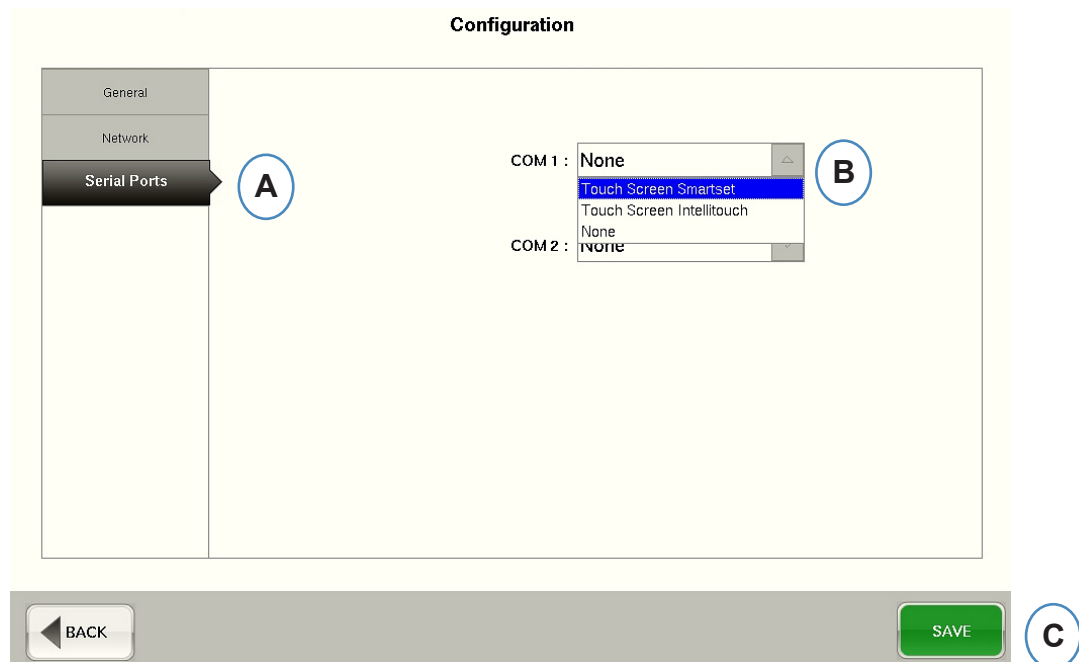 Configuration
General
Network
Serial Ports
A
COM 1 : None
B
Touch Screen Smartset
Touch Screen Intellitouch
None
COM 2 : None
BACK
SAVE
C